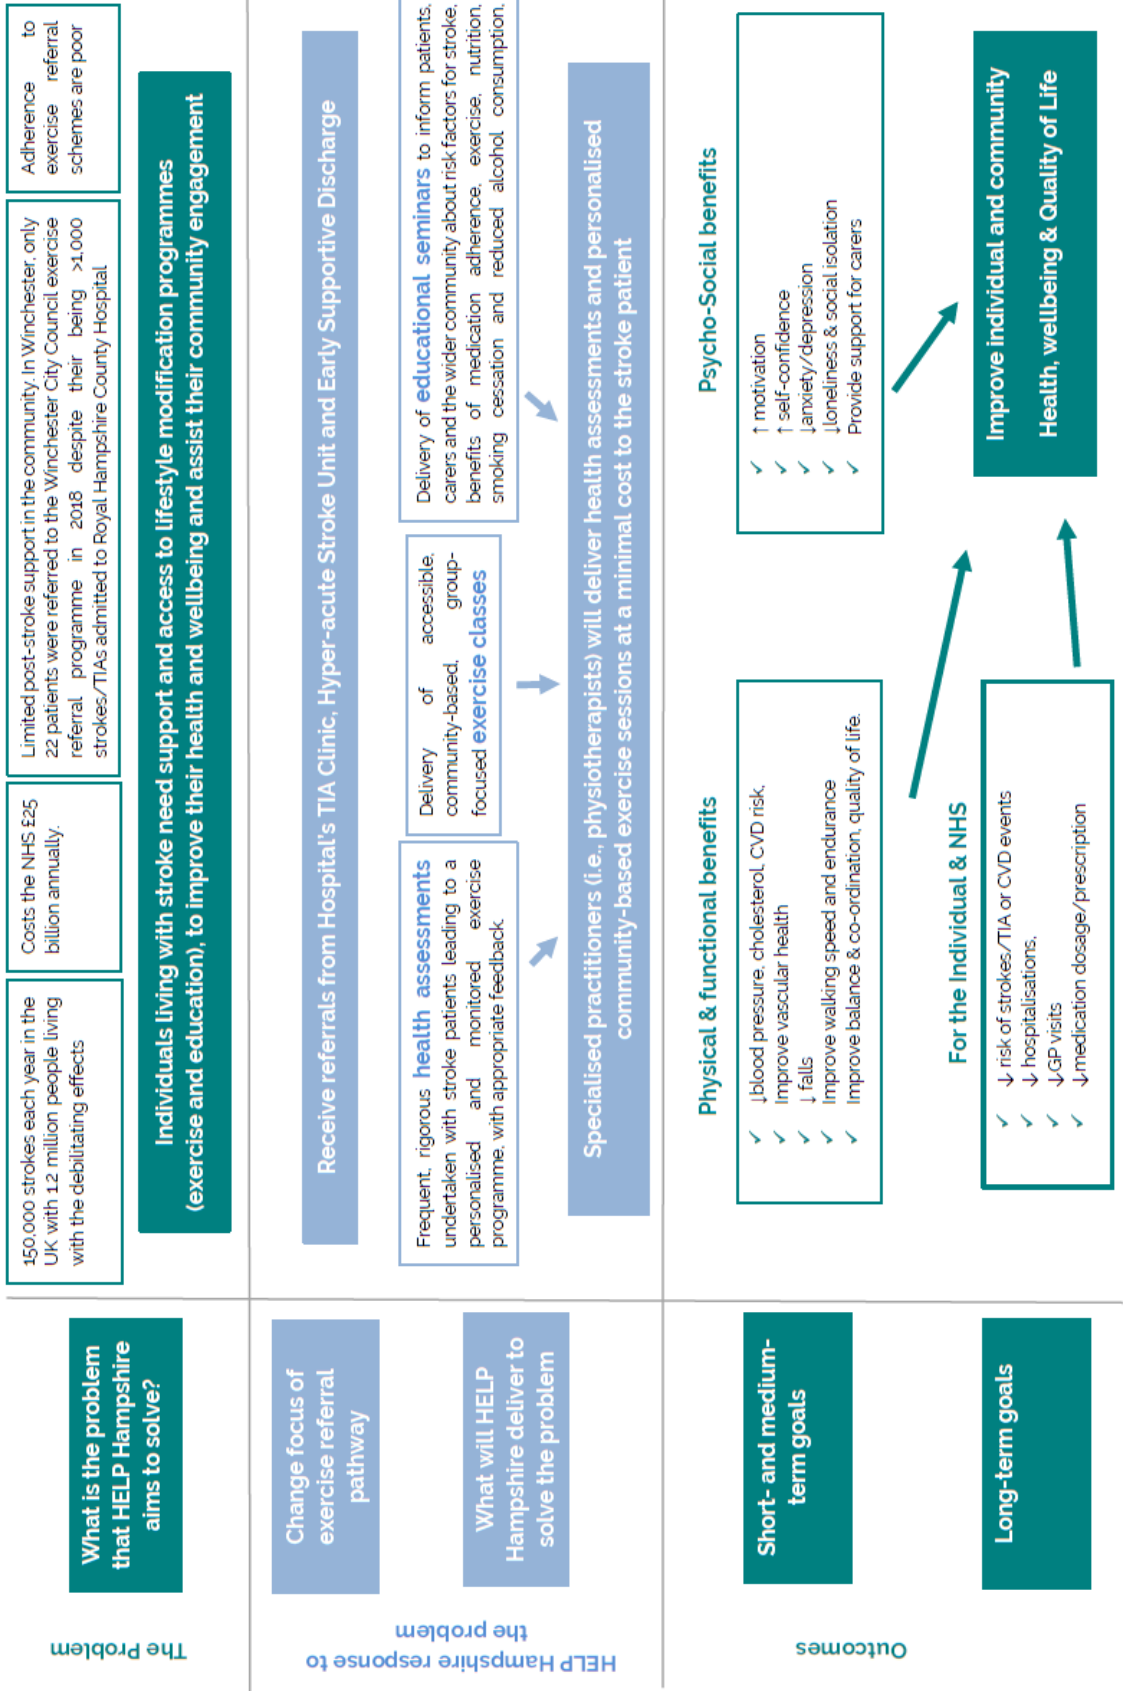 The Problem
What is the problem
that HELP Hampshire
aims to solve?
150,000 strokes each year in the
UK with 1.2 million people living
with the debilitating effects
Costs the NHS £25
billion annually.
Limited post-stroke support in the community. In Winchester, only
22 patients were referred to the Winchester City Council exercise
referral programme in 2018 despite their being >1,000
strokes/TIAs admitted to Royal Hampshire County Hospital
Adherence to
exercise referral
schemes are poor
Individuals living with stroke need support and access to lifestyle modification programmes
(exercise and education), to improve their health and wellbeing and assist their community engagement
HELP Hampshire response to
the problem
Change focus of
exercise referral
pathway
Receive referrals from Hospital's TIA Clinic, Hyper-acute Stroke Unit and Early Supportive Discharge
What will HELP
Hampshire deliver to
solve the problem
Frequent, rigorous health assessments
undertaken with stroke patients leading to a
personalised and monitored exercise
programme, with appropriate feedback.
Delivery of accessible,
community-based, group-
focused exercise classes
Delivery of educational seminars to inform patients,
carers and the wider community about risk factors for stroke,
benefits of medication adherence, exercise, nutrition,
smoking cessation and reduced alcohol consumption.
Specialised practitioners (i.e., physiotherapists) will deliver health assessments and personalised
community-based exercise sessions at a minimal cost to the stroke patient
Outcomes
Short- and medium-
term goals
Physical & functional benefits
✓ ↓blood pressure, cholesterol, CVD risk,
✓ Improve vascular health
✓ ↓ falls
✓ Improve walking speed and endurance
✓ Improve balance & co-ordination, quality of life.
Psycho-Social benefits
✓ ↑ motivation
✓ ↑ self-confidence
✓ ↓anxiety/depression
✓ ↓loneliness & social isolation
✓ Provide support for carers
Long-term goals
For the Individual & NHS
✓ ↓ risk of strokes/TIA or CVD events
✓ ↓ hospitalisations,
✓ ↓GP visits
✓ ↓medication dosage/prescription
Improve individual and community
Health, wellbeing & Quality of Life